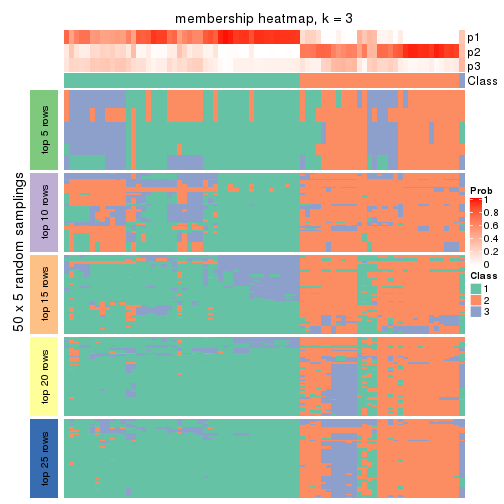 membership heatmap, k = 3
p1
p2
p3
Class
50 x 5 random samplings
top 5 rows
top 10 rows
top 15 rows
top 20 rows
top 25 rows
Prob
1
0.8
0.6
0.4
0.2
0
Class
1
2
3